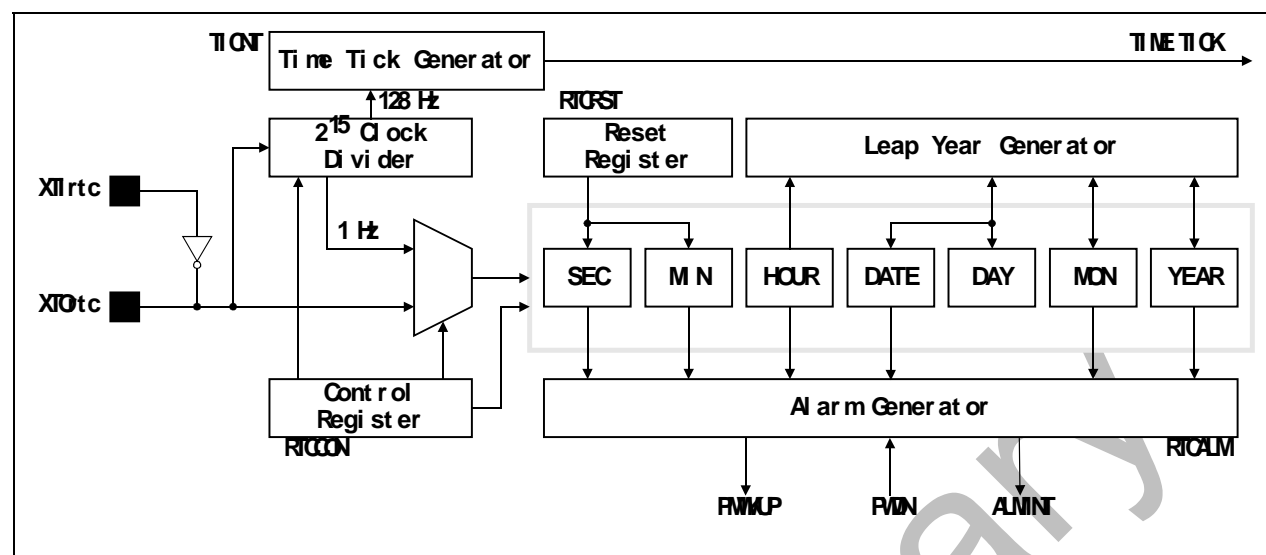 TICNT
Time Tick Generator
TIME TICK
128 Hz
RTCRST
2^15 Clock
Divider
Reset
Register
Leap Year Generator
XTIrtc
1 Hz
SEC
MIN
HOUR
DATE
DAY
MON
YEAR
XTOrtc
Control
Register
Alarm Generator
RTCCON
RTCALM
PMWKUP
PWDN
ALMINT
ary